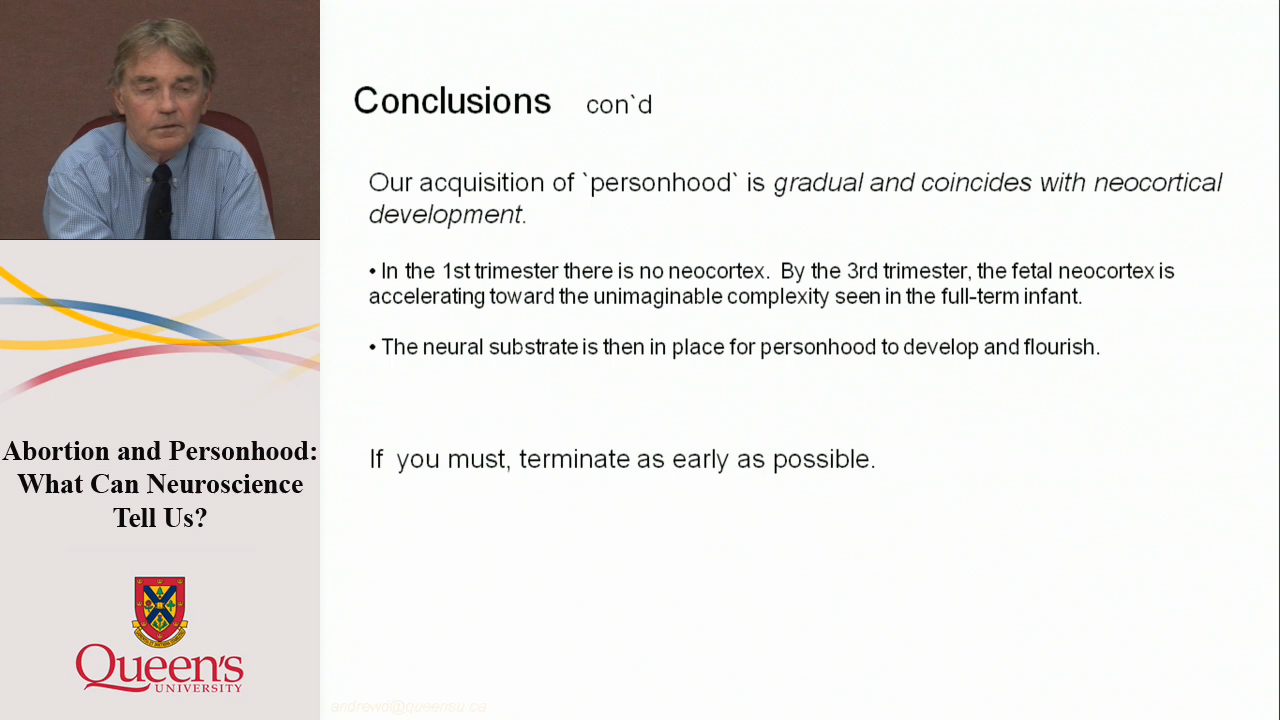 Conclusions con`d
Our acquisition of `personhood` is gradual and coincides with neocortical
development.
• In the 1st trimester there is no neocortex. By the 3rd trimester, the fetal neocortex is
accelerating toward the unimaginable complexity seen in the full-term infant.
• The neural substrate is then in place for personhood to develop and flourish.
If you must, terminate as early as possible.
Abortion and Personhood:
What Can Neuroscience
Tell Us?
Queen's
UNIVERSITY
andrewd@queensu.ca